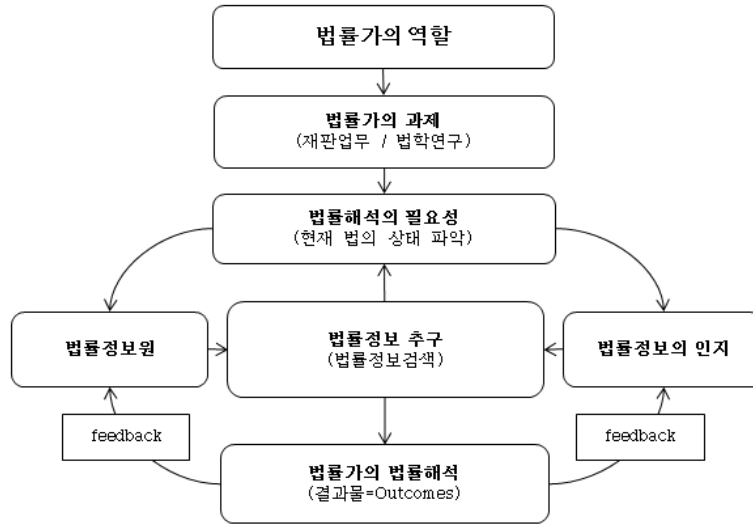 법률가의 역할
법률가의 과제
(재판업무 / 법학연구)
법률해석의 필요성
(현재 법의 상태 파악)
법률정보원
법률정보 추구
(법률정보검색)
법률정보의 인지
feedback
feedback
법률가의 법률해석
(결과물=Outcomes)